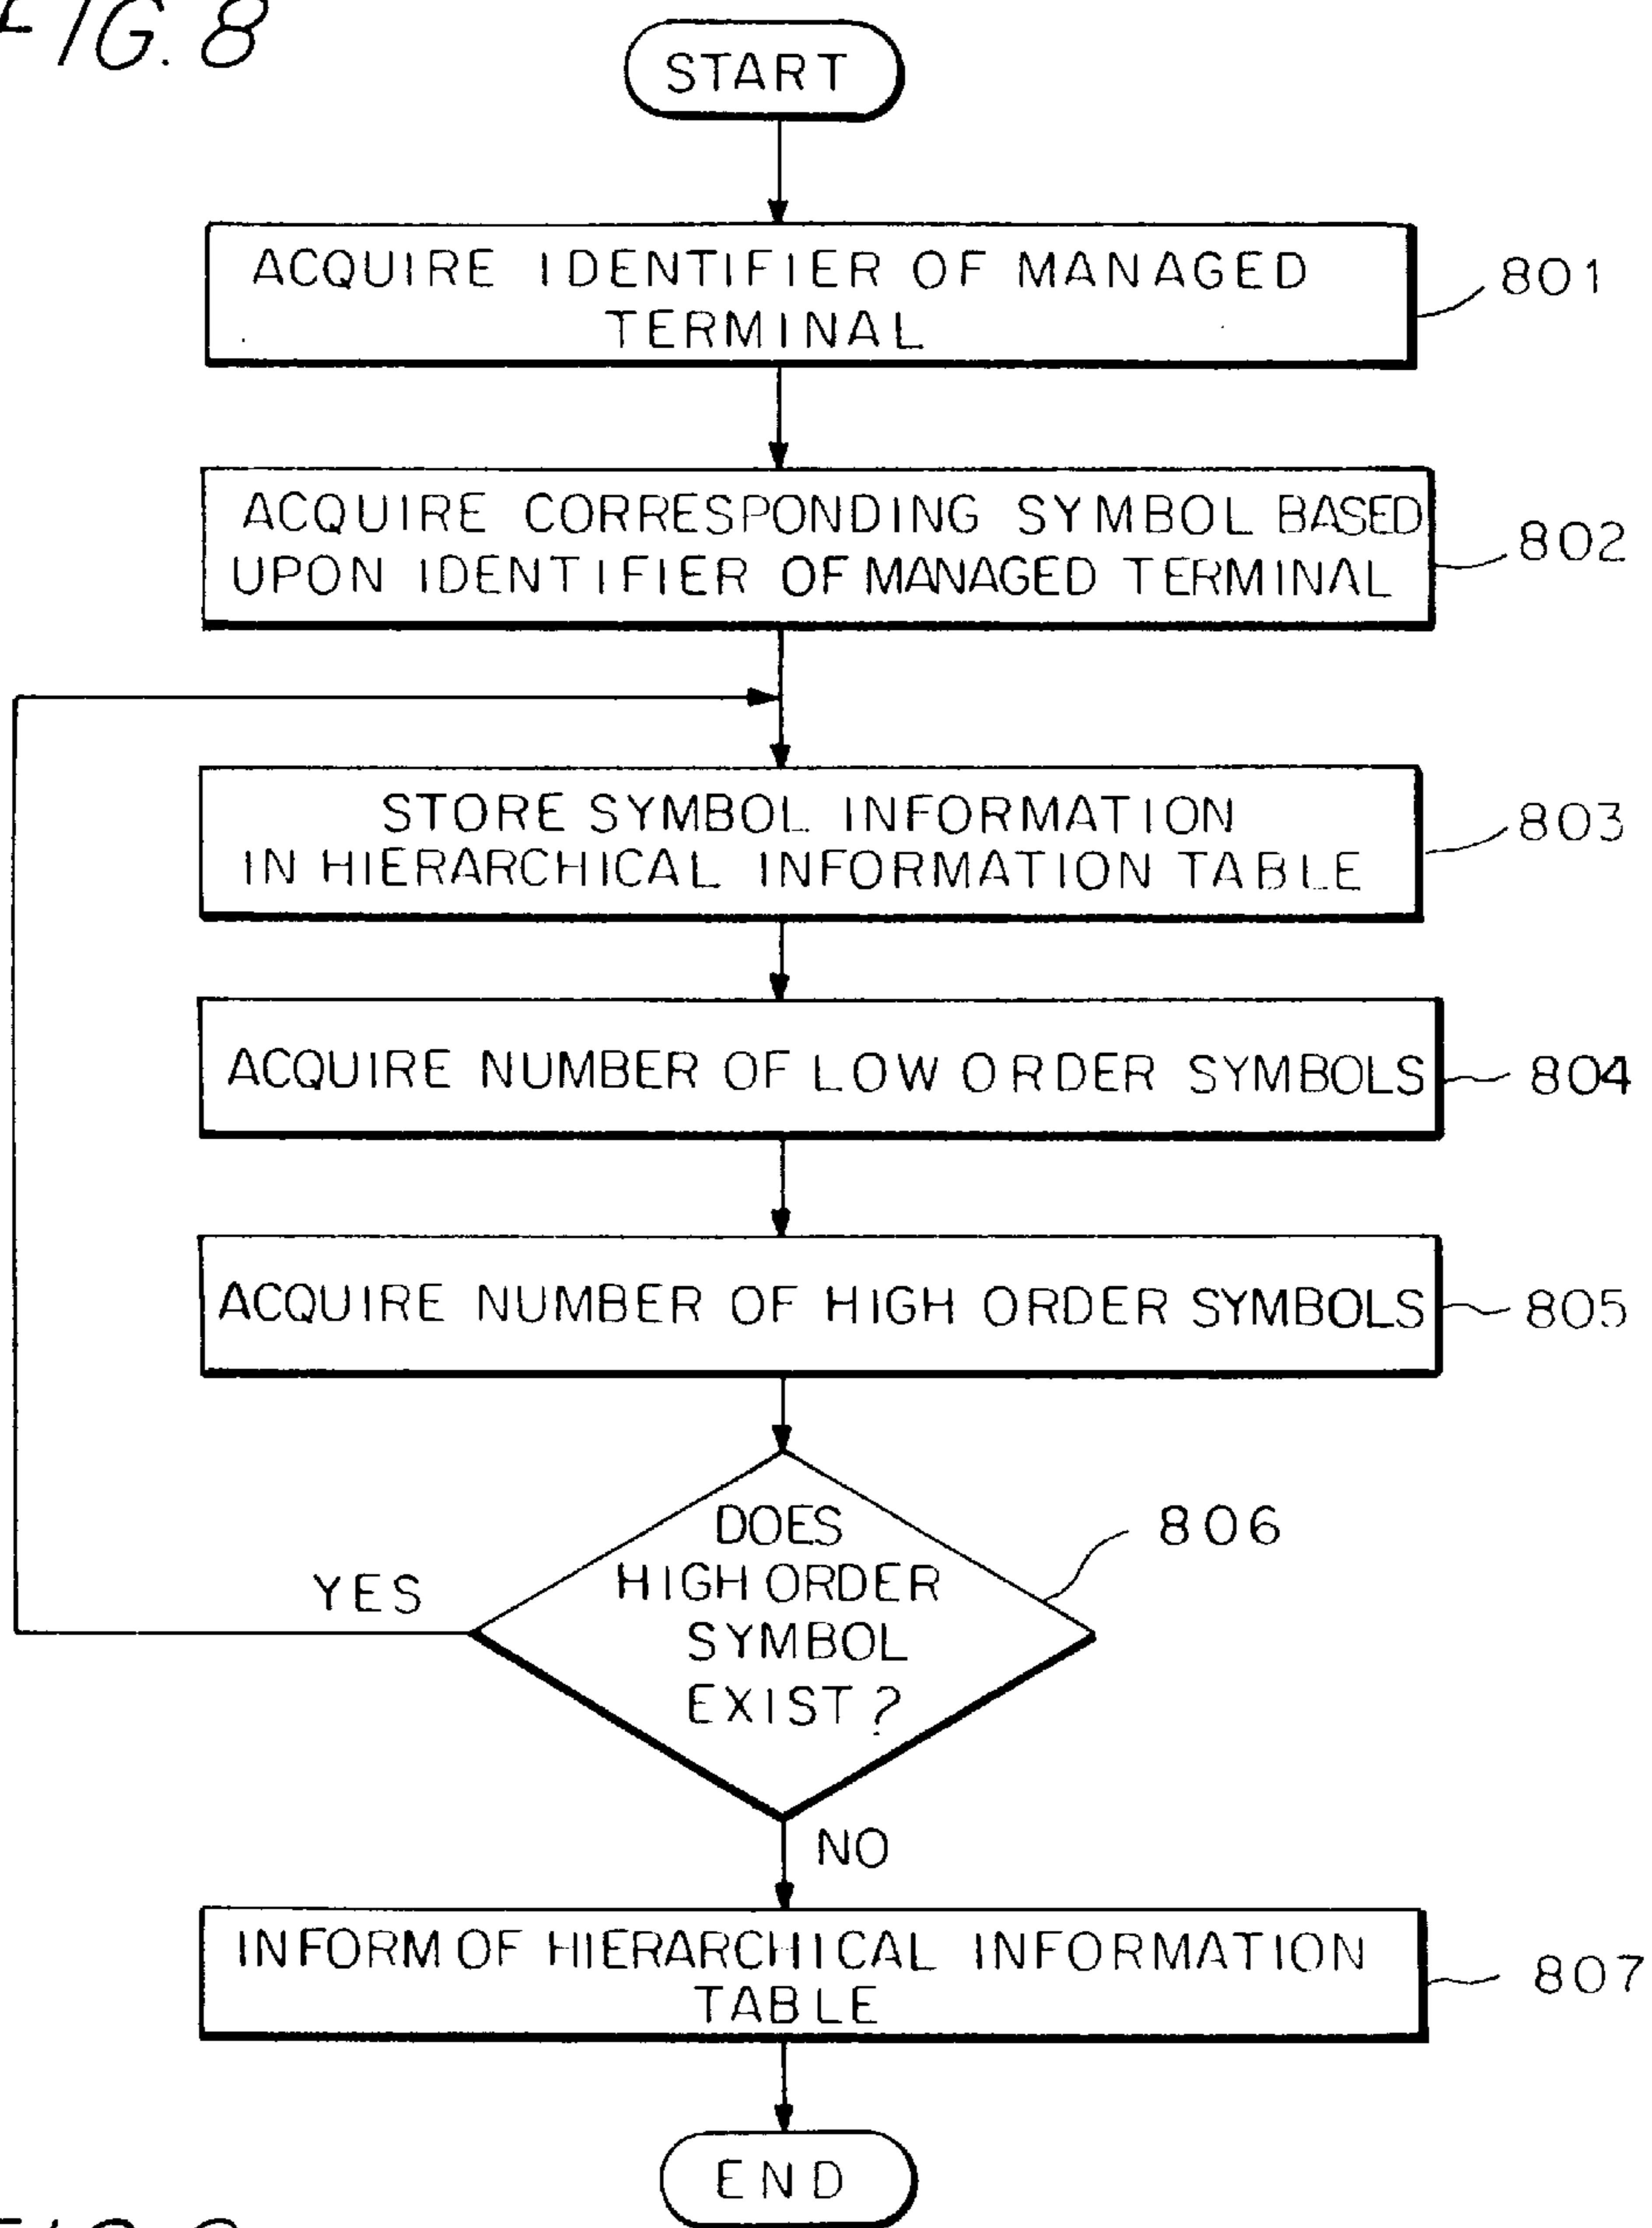 FIG. 8
START
ACQUIRE IDENTIFIER OF MANAGED
TERMINAL
801
ACQUIRE CORRESPONDING SYMBOL BASED
UPON IDENTIFIER OF MANAGED TERMINAL
802
STORE SYMBOL INFORMATION
IN HIERARCHICAL INFORMATION TABLE
803
ACQUIRE NUMBER OF LOW ORDER SYMBOLS
804
ACQUIRE NUMBER OF HIGH ORDER SYMBOLS
805
DOES
HIGH ORDER
SYMBOL
EXIST?
806
YES
NO
INFORM OF HIERARCHICAL INFORMATION
TABLE
807
END